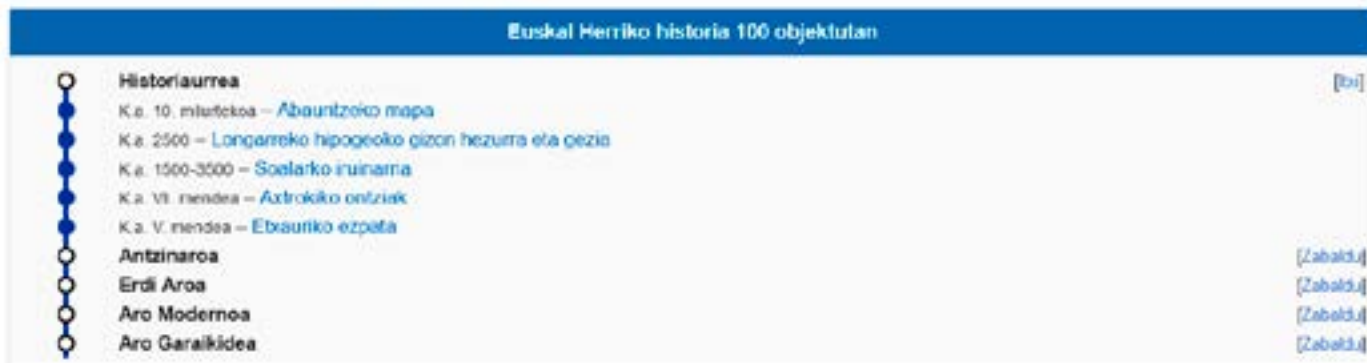 Euskal Herriko historia 100 objektutan
Historiaurrea [Itxi]
K.a. 10. milurtekoa – Abauntzeko mapa
K.a. 2500 – Longarreko hipogeoko gizon hezurra eta gezia
K.a. 1500-3500 – Soalarko iruinarria
K.a. VII. mendea – Axtrokiko ontziak
K.a. V. mendea – Etxauriko ezpata
Antzinaroa [Zabaldu]
Erdi Aroa [Zabaldu]
Aro Modernoa [Zabaldu]
Aro Garaikidea [Zabaldu]